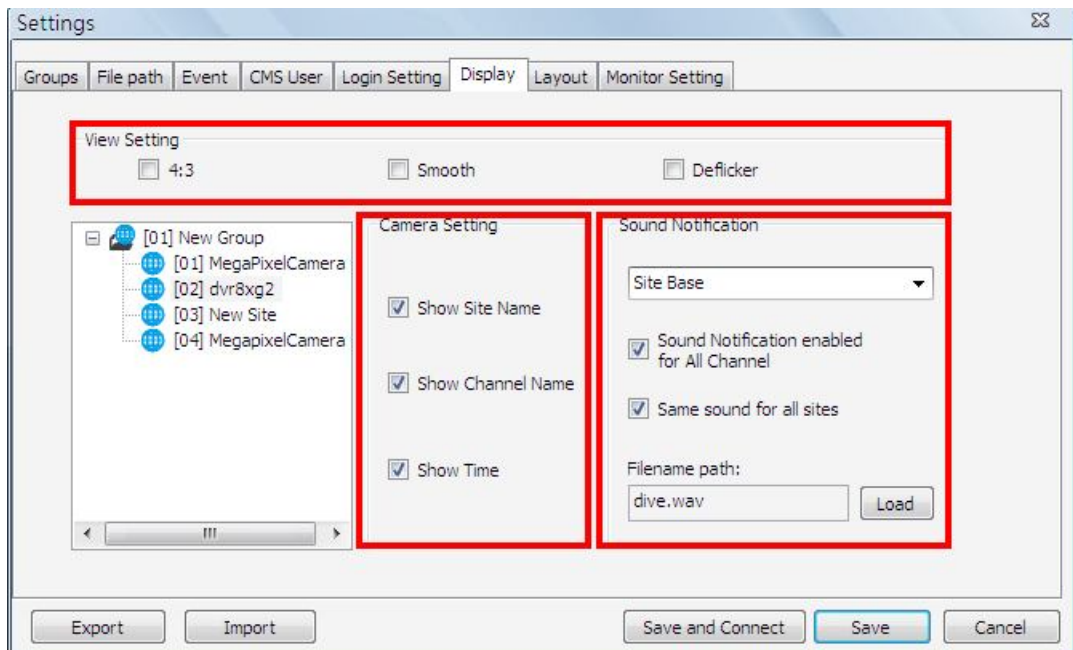 Settings
Groups File path Event CMS User Login Setting Display Layout Monitor Setting
View Setting
4:3 Smooth Deflicker
[01] New Group
[01] MegaPixelCamera
[02] dvr8xg2
[03] New Site
[04] MegapixelCamera
Camera Setting
Show Site Name
Show Channel Name
Show Time
Sound Notification
Site Base
Sound Notification enabled
for All Channel
Same sound for all sites
Filename path:
dive.wav Load
Export Import Save and Connect Save Cancel